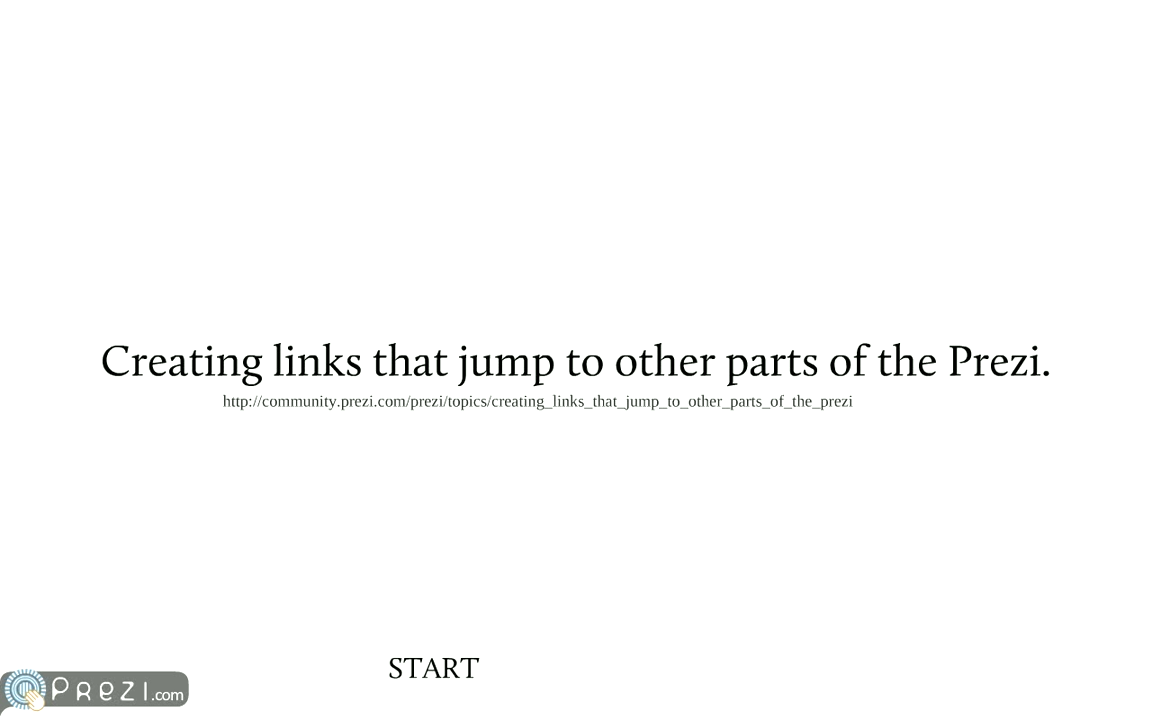 Creating links that jump to other parts of the Prezi.
http://community.prezi.com/prezi/topics/creating_links_that_jump_to_other_parts_of_the_prezi
START
PREZI.com